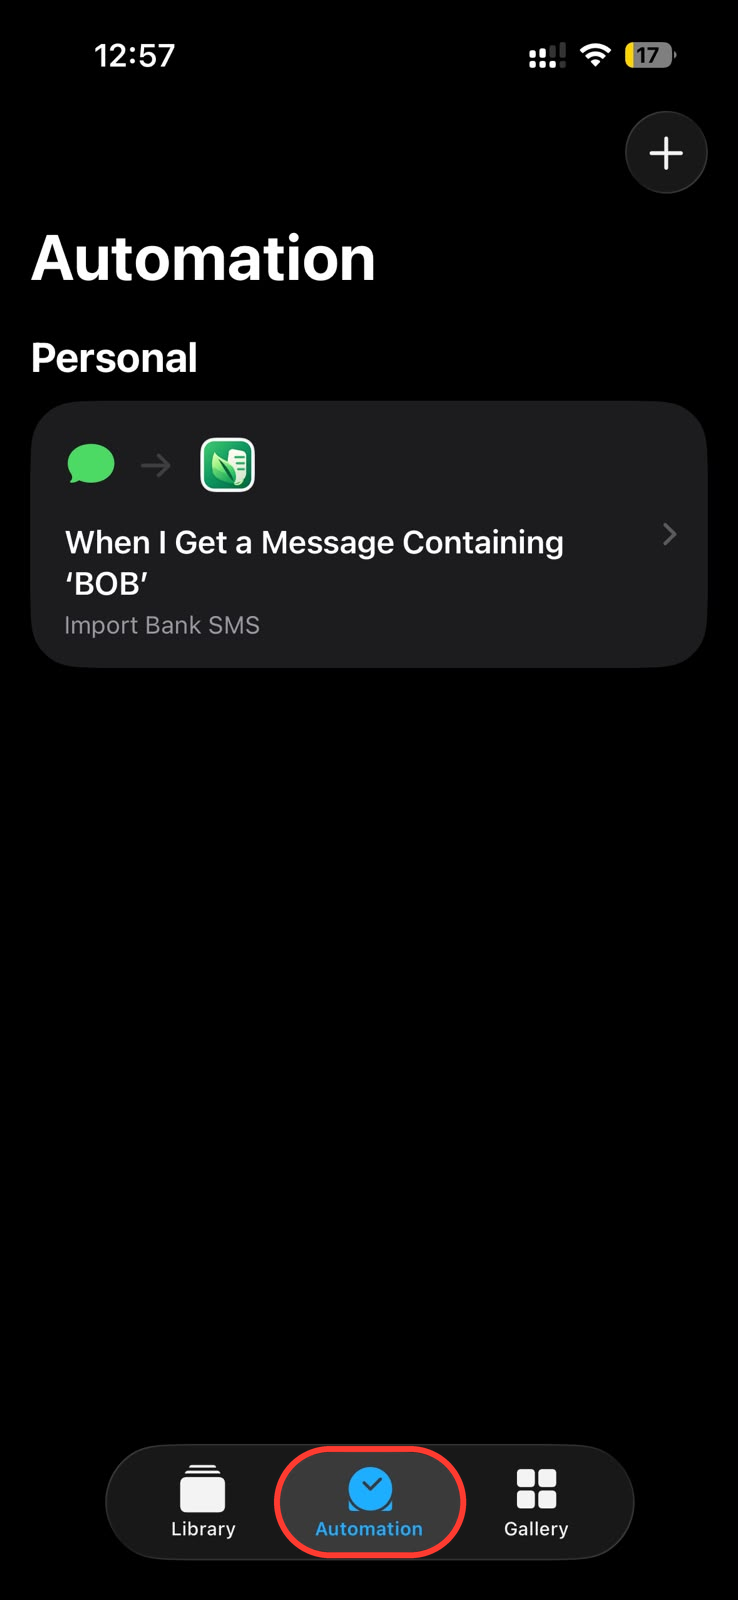 12:57
17
Automation
Personal
When I Get a Message Containing
‘BOB’
Import Bank SMS
Library
Automation
Gallery